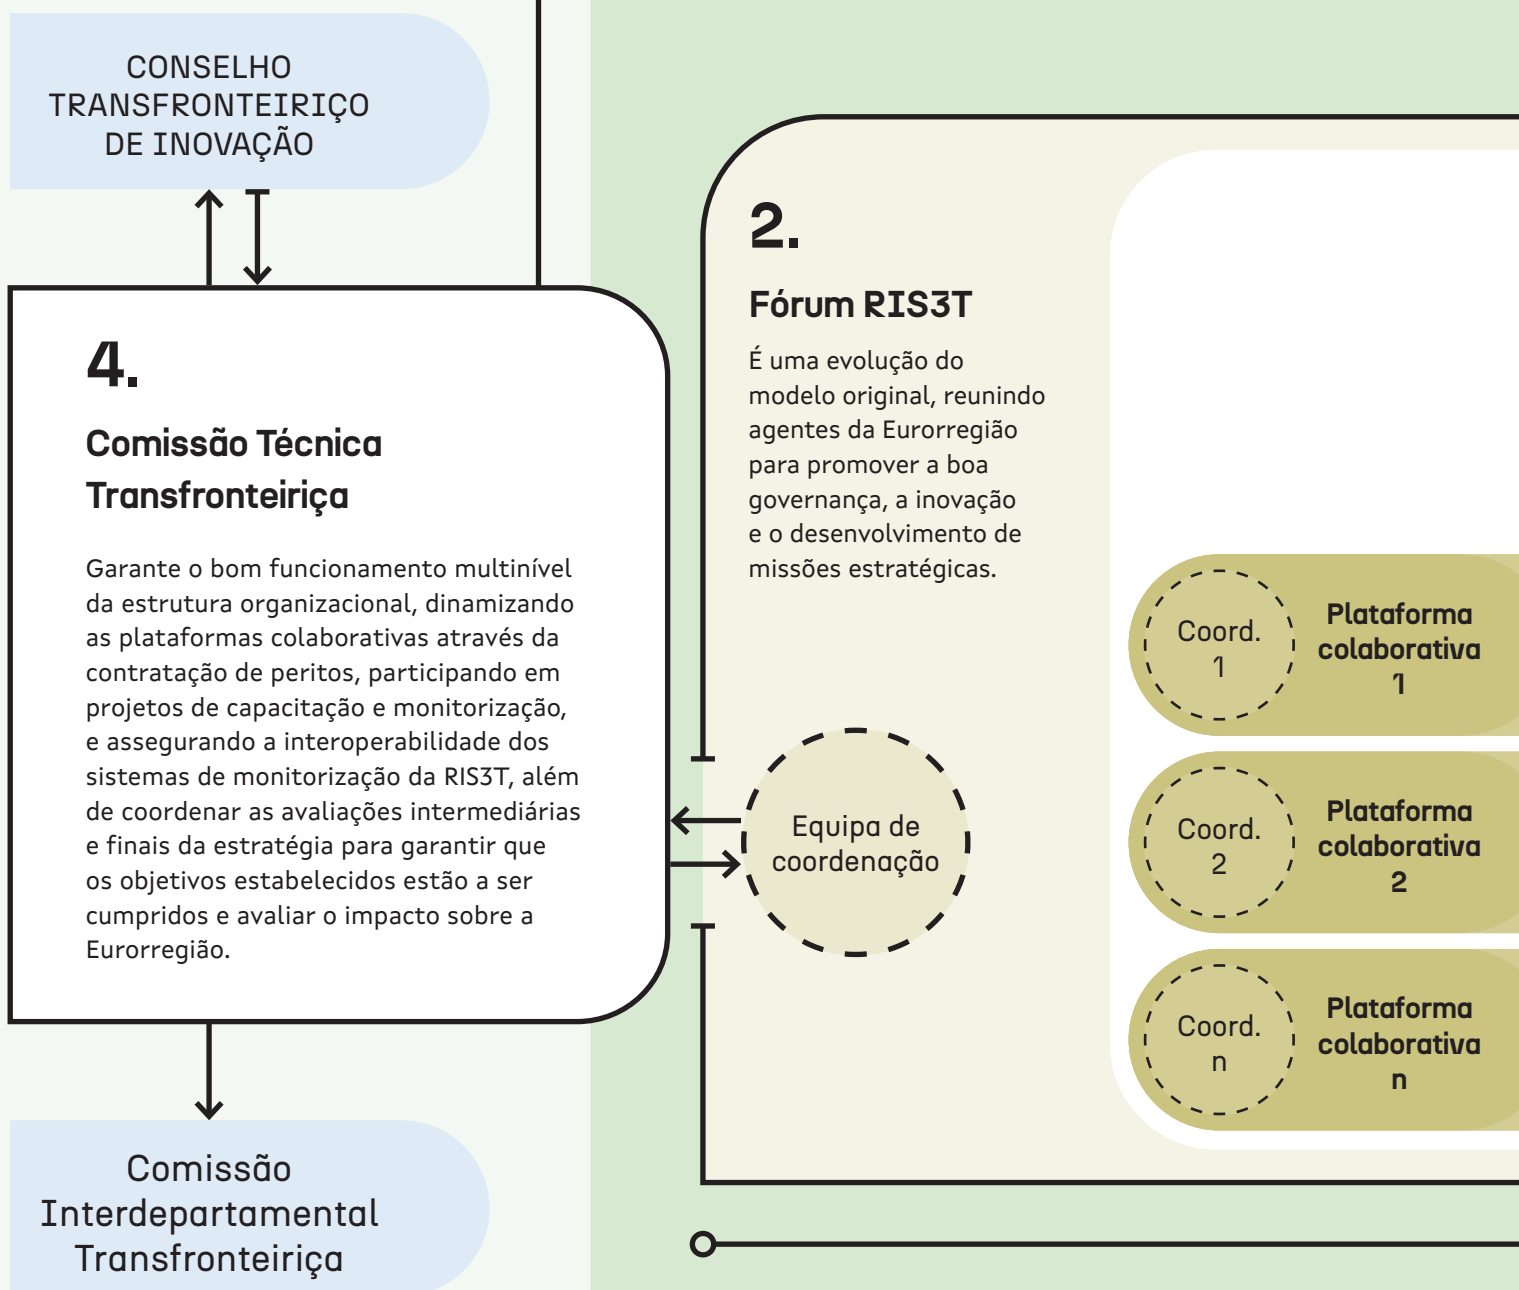 CONSELHO
TRANSFRONTEIRIÇO
DE INOVAÇÃO
4.
Comissão Técnica
Transfronteiriça
Garante o bom funcionamento multinível
da estrutura organizacional, dinamizando
as plataformas colaborativas através da
contratação de peritos, participando em
projetos de capacitação e monitorização,
e assegurando a interoperabilidade dos
sistemas de monitorização da RIS3T, além
de coordenar as avaliações intermediárias
e finais da estratégia para garantir que
os objetivos estabelecidos estão a ser
cumpridos e avaliar o impacto sobre a
Eurorregião.
Comissão
Interdepartamental
Transfronteiriça
2.
Fórum RIS3T
É uma evolução do
modelo original, reunindo
agentes da Eurorregião
para promover a boa
governança, a inovação
e o desenvolvimento de
missões estratégicas.
Equipa de
coordenação
Coord.
1
Plataforma
colaborativa
1
Coord.
2
Plataforma
colaborativa
2
Coord.
n
Plataforma
colaborativa
n